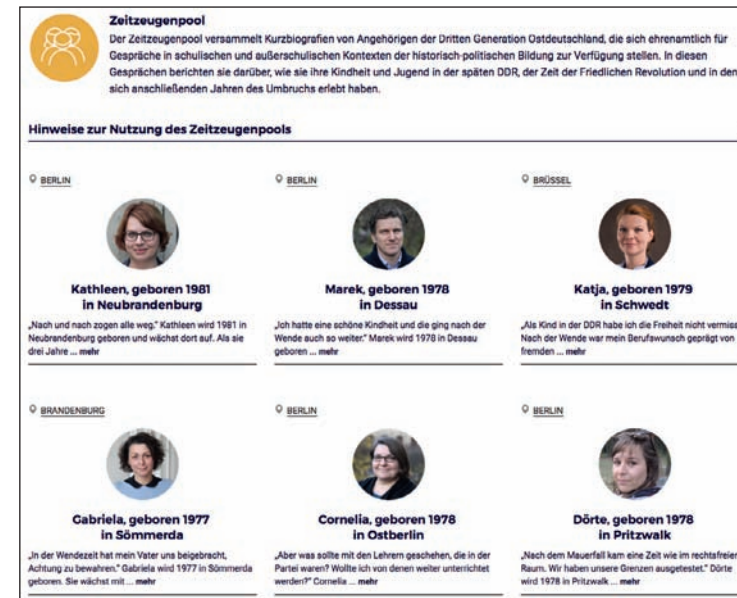 Zeitzeugenpool
Der Zeitzeugenpool versammelt Kurzbiografien von Angehörigen der Dritten Generation Ostdeutschland, die sich ehrenamtlich für
Gespräche in schulischen und außerschulischen Kontexten der historisch-politischen Bildung zur Verfügung stellen. In diesen
Gesprächen berichten sie darüber, wie sie ihre Kindheit und Jugend in der späten DDR, der Zeit der Friedlichen Revolution und in den
sich anschließenden Jahren des Umbruchs erlebt haben.
Hinweise zur Nutzung des Zeitzeugenpools
BERLIN
Kathleen, geboren 1981
in Neubrandenburg
„Nach und nach zogen alle weg.“ Kathleen wird 1981 in
Neubrandenburg geboren und wächst dort auf. Als sie
drei Jahre ... mehr
BERLIN
Marek, geboren 1978
in Dessau
„Ich hatte eine schöne Kindheit und die ging nach der
Wende auch so weiter.“ Marek wird 1978 in Dessau
geboren ... mehr
BRÜSSEL
Katja, geboren 1979
in Schwedt
„Als Kind in der DDR habe ich die Freiheit nicht vermiss
Nach der Wende war mein Berufswunsch geprägt von
fremden ... mehr
BRANDENBURG
Gabriela, geboren 1977
in Sömmerda
„In der Wendezeit hat mein Vater uns beigebracht,
Achtung zu bewahren.“ Gabriela wird 1977 in Sömmerda
geboren. Sie wächst mit ... mehr
BERLIN
Cornelia, geboren 1978
in Ostberlin
„Aber was sollte mit den Lehrern geschehen, die in der
Partei waren? Wollte ich von denen weiter unterrichtet
werden?“ Cornelia ... mehr
BERLIN
Dörte, geboren 1978
in Pritzwalk
„Nach dem Mauerfall kam eine Zeit wie im rechtsfreien
Raum. Wir haben unsere Grenzen ausgetestet.“ Dörte
wird 1978 in Pritzwalk ... mehr